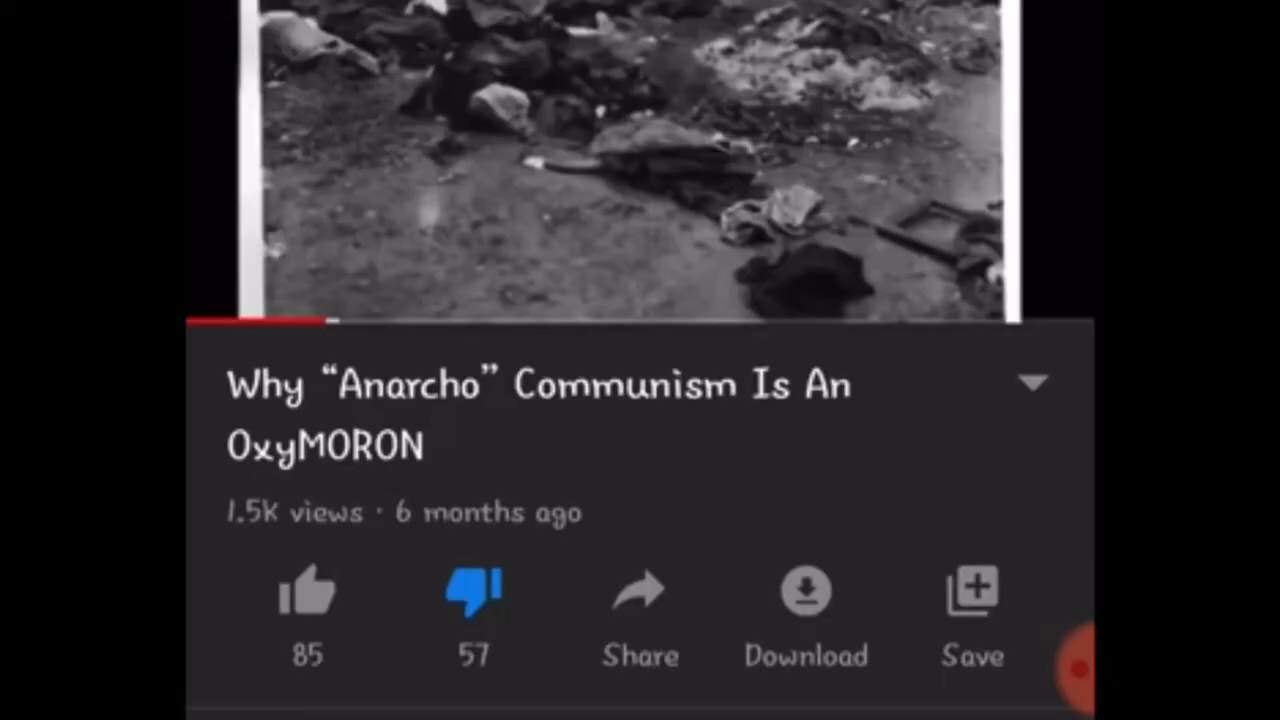 Why “Anarcho” Communism Is An
OxyMORON
1.5K views · 6 months ago
85 57 Share Download Save